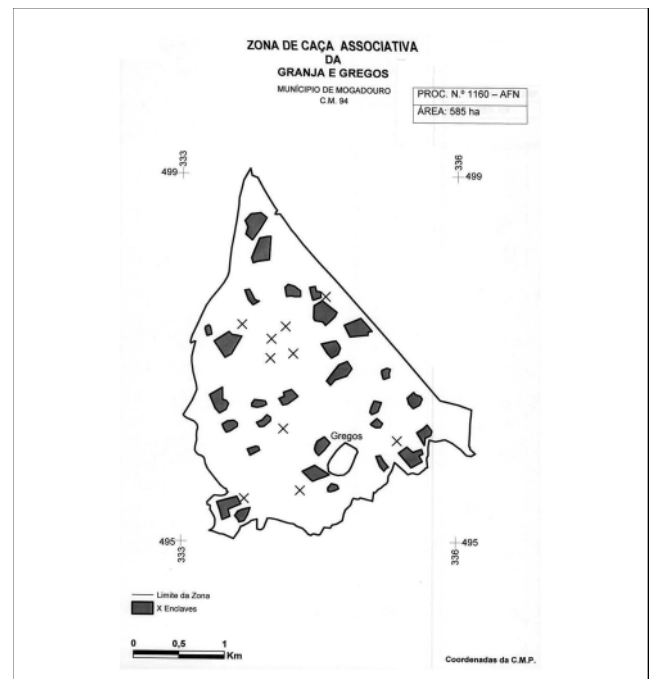 ZONA DE CAÇA ASSOCIATIVA
DA
GRANJA E GREGOS
MUNÍCIPIO DE MOGADOURO
C.M. 94
PROC. N.º 1160 – AFN
ÁREA: 585 ha
333
499
336
499
Gregos
495
333
495
336
Limite da Zona
X Enclaves
0 0,5 1
Km
Coordenadas da C.M.P.